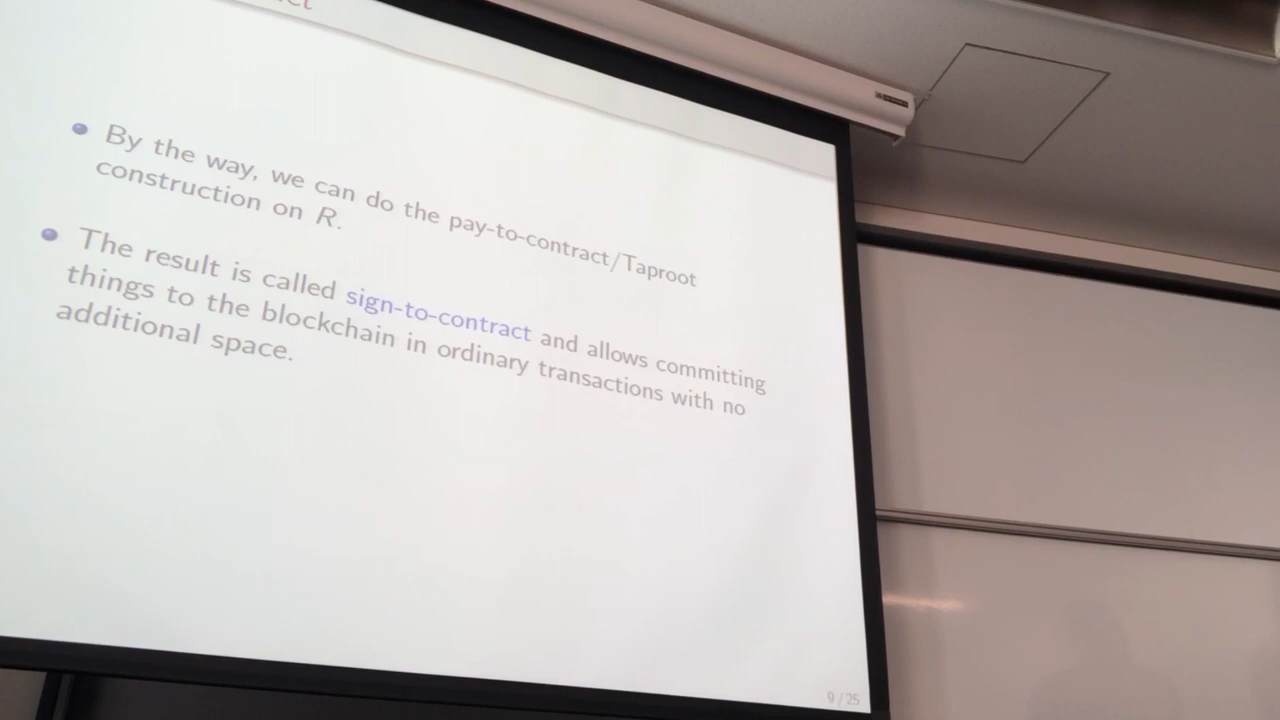 By the way, we can do the pay-to-contract/Taproot
construction on R.
The result is called sign-to-contract and allows committing
things to the blockchain in ordinary transactions with no
additional space.
9 / 25